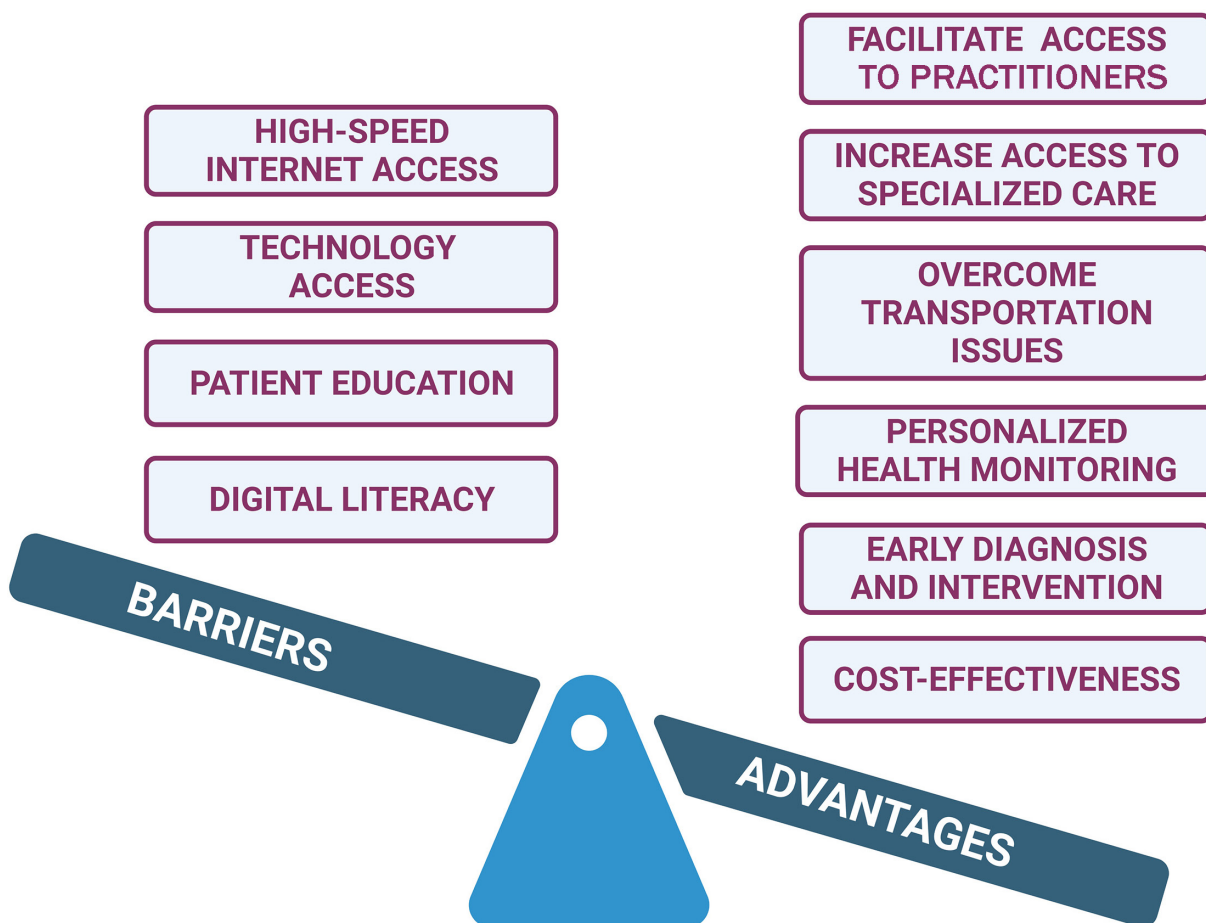 HIGH-SPEED
INTERNET ACCESS
TECHNOLOGY
ACCESS
PATIENT EDUCATION
DIGITAL LITERACY
BARRIERS
FACILITATE ACCESS
TO PRACTITIONERS
INCREASE ACCESS TO
SPECIALIZED CARE
OVERCOME
TRANSPORTATION
ISSUES
PERSONALIZED
HEALTH MONITORING
EARLY DIAGNOSIS
AND INTERVENTION
COST-EFFECTIVENESS
ADVANTAGES